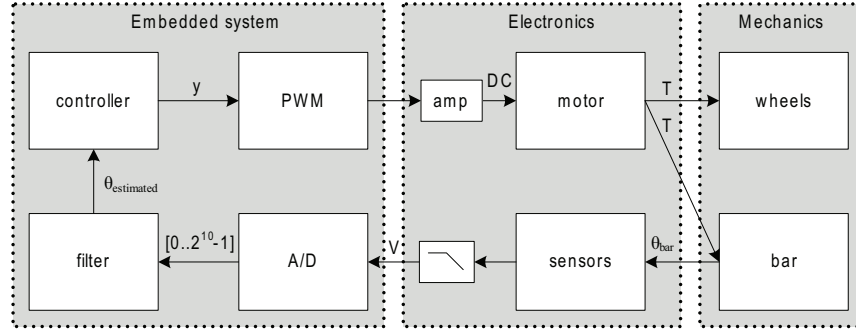 Embedded system
Electronics
Mechanics
controller
y
PWM
amp
DC
motor
T
T
wheels
θestimated
filter
[0..2^10-1]
A/D
V
sensors
θbar
bar